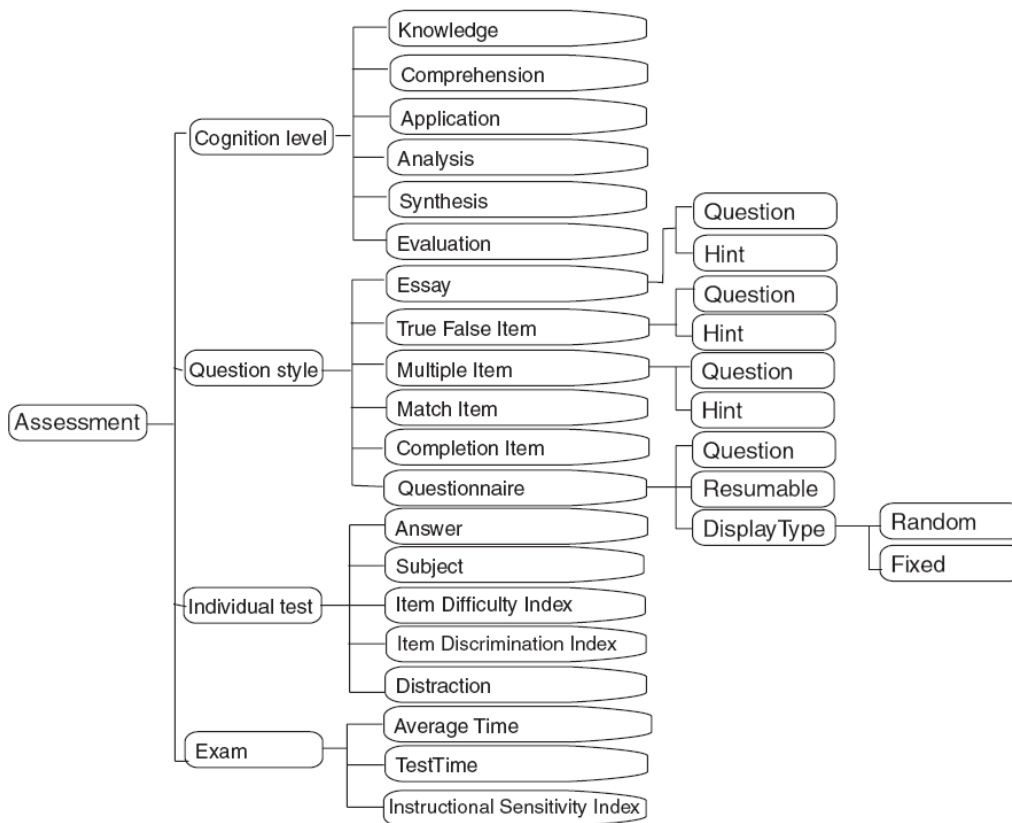 Knowledge
Comprehension
Application
Cognition level
Analysis
Synthesis
Question
Evaluation
Hint
Essay
Question
True False Item
Hint
Question style
Multiple Item
Question
Assessment
Match Item
Hint
Completion Item
Question
Questionnaire
Resumable
DisplayType
Random
Answer
Fixed
Subject
Individual test
Item Difficulty Index
Item Discrimination Index
Distraction
Average Time
Exam
TestTime
Instructional Sensitivity Index